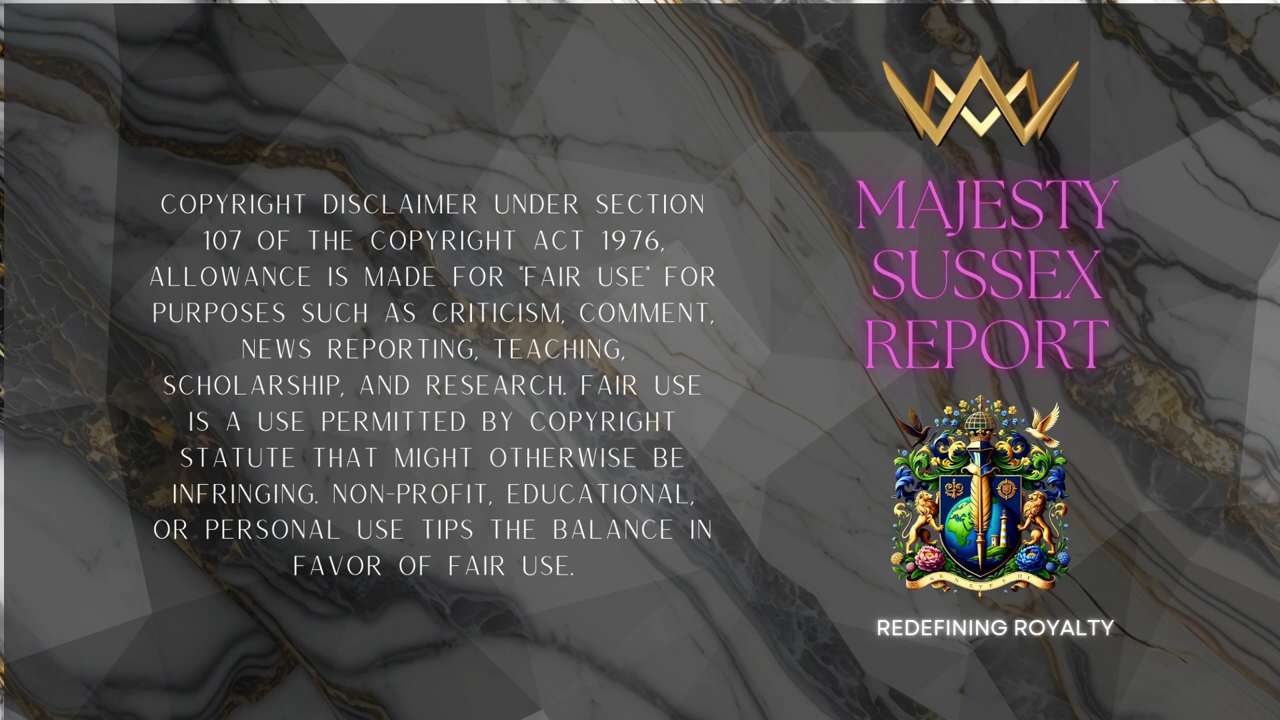 COPYRIGHT DISCLAIMER UNDER SECTION
107 OF THE COPYRIGHT ACT 1976,
ALLOWANCE IS MADE FOR "FAIR USE" FOR
PURPOSES SUCH AS CRITICISM, COMMENT,
NEWS REPORTING, TEACHING,
SCHOLARSHIP, AND RESEARCH. FAIR USE
IS A USE PERMITTED BY COPYRIGHT
STATUTE THAT MIGHT OTHERWISE BE
INFRINGING. NON-PROFIT, EDUCATIONAL,
OR PERSONAL USE TIPS THE BALANCE IN
FAVOR OF FAIR USE.
MAJESTY
SUSSEX
REPORT
REDEFINING ROYALTY